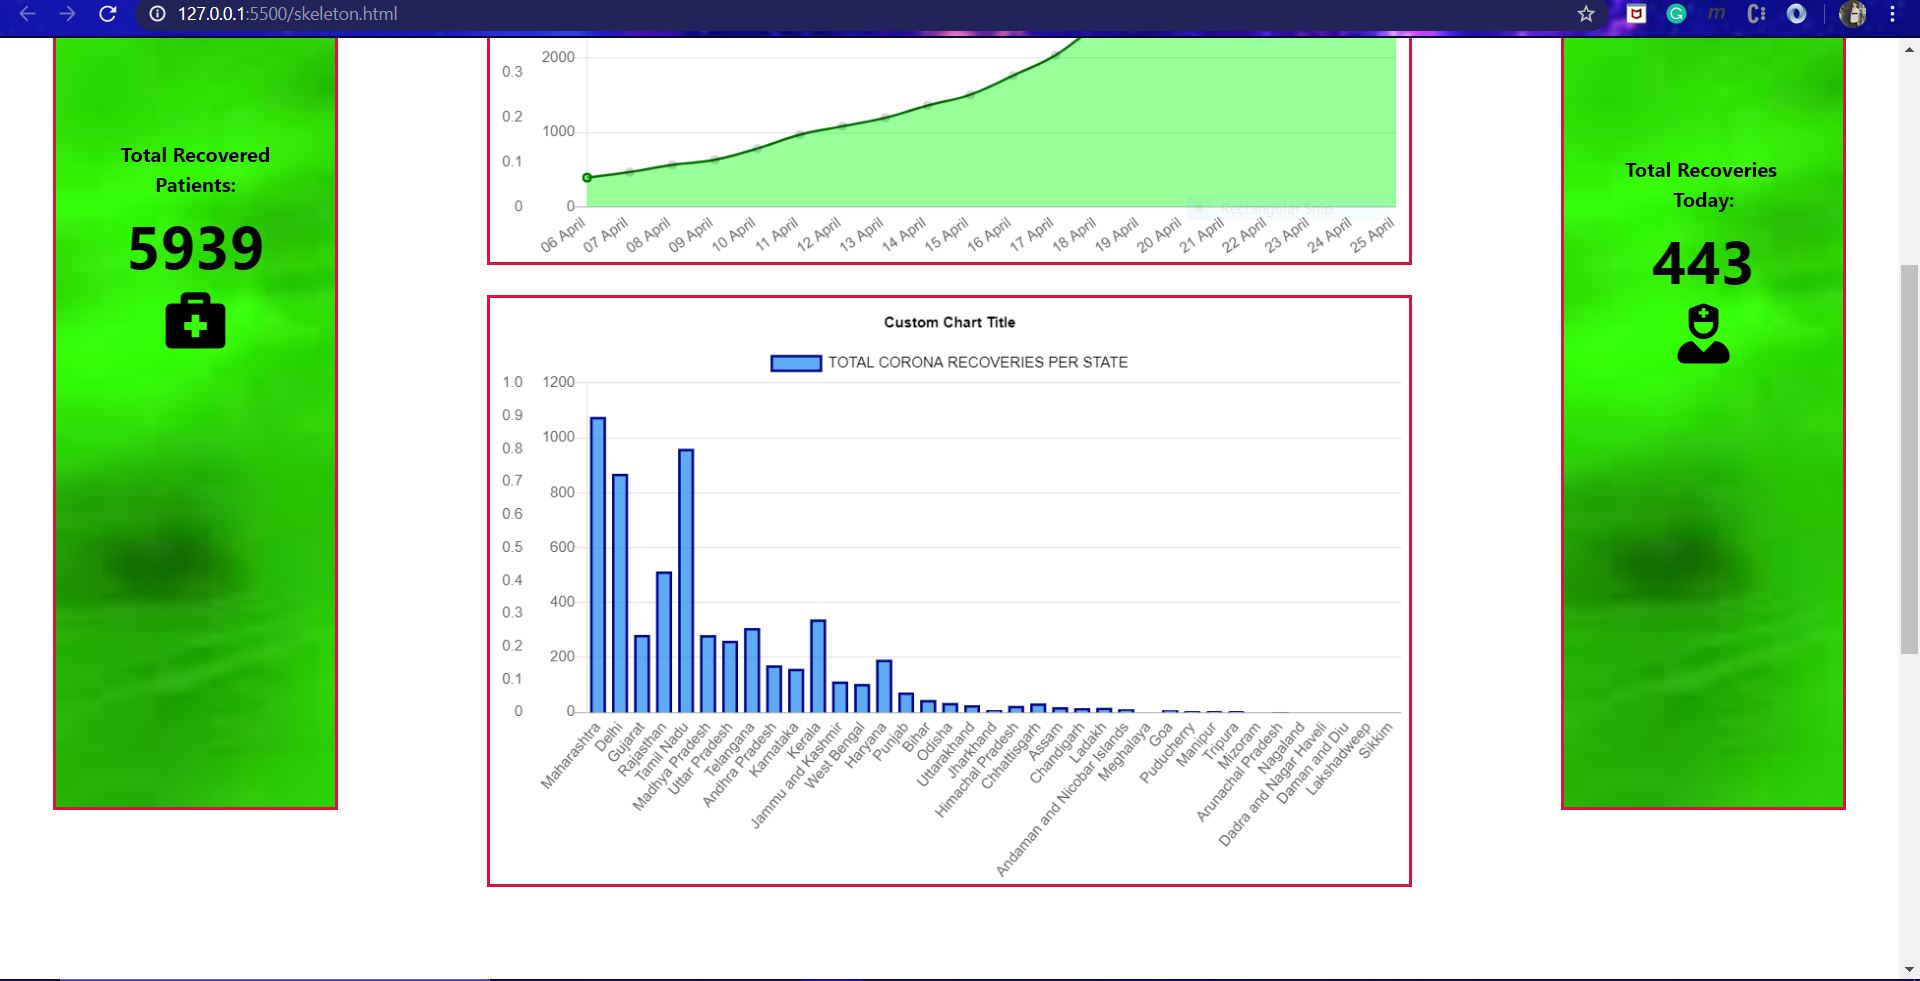 127.0.0.1:5500/skeleton.html
Total Recovered
Patients:
5939
2000
1000
0
0.3
0.2
0.1
0
Rectangular Snip
06 April
07 April
08 April
09 April
10 April
11 April
12 April
13 April
14 April
15 April
16 April
17 April
18 April
19 April
20 April
21 April
22 April
23 April
24 April
25 April
Custom Chart Title
TOTAL CORONA RECOVERIES PER STATE
1.0
0.9
0.8
0.7
0.6
0.5
0.4
0.3
0.2
0.1
0
1200
1000
800
600
400
200
0
Maharashtra
Delhi
Gujarat
Rajasthan
Tamil Nadu
Madhya Pradesh
Uttar Pradesh
Telangana
Andhra Pradesh
Karnataka
Kerala
Jammu and Kashmir
West Bengal
Haryana
Punjab
Bihar
Odisha
Uttarakhand
Jharkhand
Himachal Pradesh
Chhattisgarh
Assam
Chandigarh
Ladakh
Andaman and Nicobar Islands
Meghalaya
Goa
Puducherry
Manipur
Tripura
Mizoram
Arunachal Pradesh
Nagaland
Dadra and Nagar Haveli
Daman and Diu
Lakshadweep
Sikkim
Total Recoveries
Today:
443